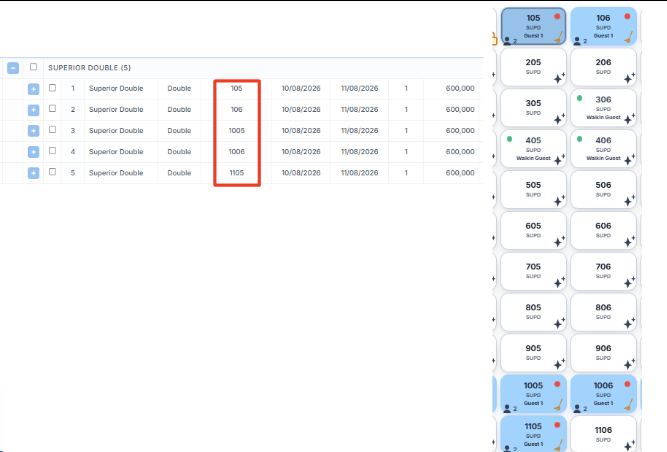 SUPERIOR DOUBLE (5)
1 Superior Double Double 105 10/08/2026 11/08/2026 1 600,000
2 Superior Double Double 106 10/08/2026 11/08/2026 1 600,000
3 Superior Double Double 1005 10/08/2026 11/08/2026 1 600,000
4 Superior Double Double 1006 10/08/2026 11/08/2026 1 600,000
5 Superior Double Double 1105 10/08/2026 11/08/2026 1 600,000
105 106
SUPD SUPD
Guest 1 Guest 1
2 2
205 206
SUPD SUPD
305 306
SUPD SUPD
Walkin Guest
405 406
SUPD SUPD
Walkin Guest Walkin Guest
505 506
SUPD SUPD
605 606
SUPD SUPD
705 706
SUPD SUPD
805 806
SUPD SUPD
905 906
SUPD SUPD
1005 1006
SUPD SUPD
Guest 1 Guest 1
2 2
1105 1106
SUPD SUPD
Guest 1
2